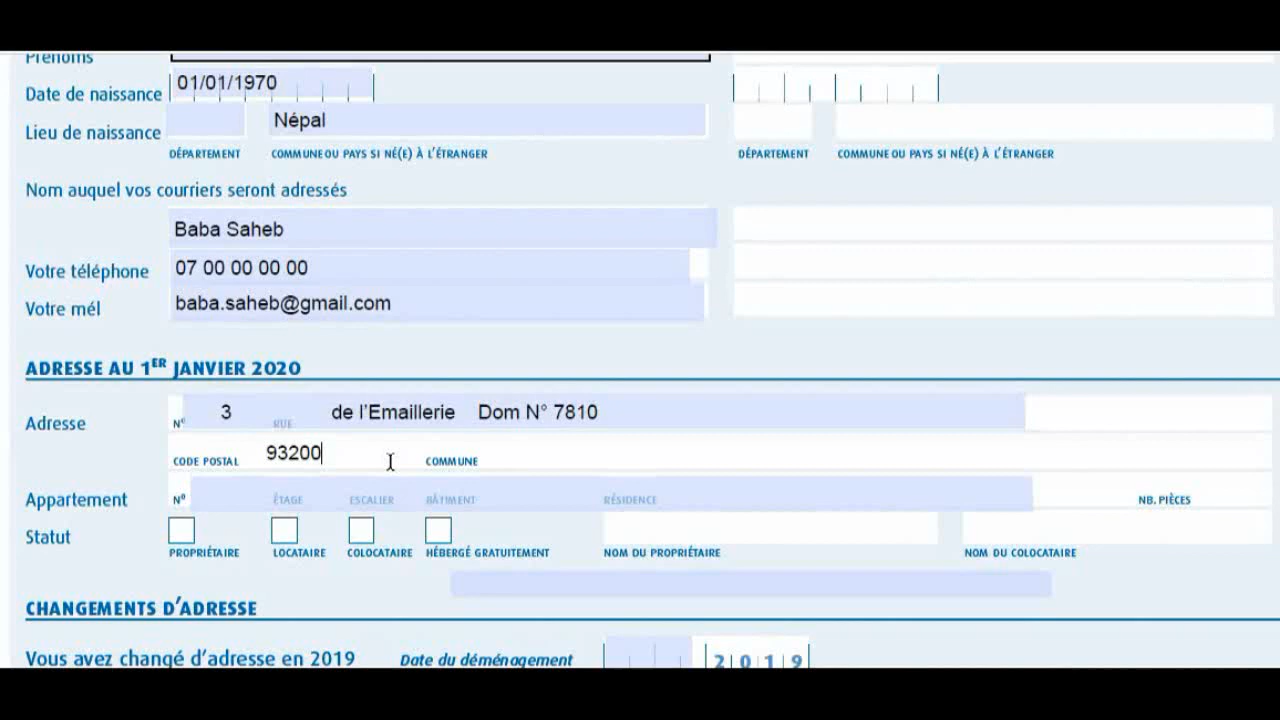 Prénoms
Date de naissance 01/01/1970
Lieu de naissance Népal
DÉPARTEMENT COMMUNE OU PAYS SI NÉ(E) À L'ÉTRANGER DÉPARTEMENT COMMUNE OU PAYS SI NÉ(E) À L'ÉTRANGER
Nom auquel vos courriers seront adressés
Baba Saheb
Votre téléphone 07 00 00 00 00
Votre mél baba.saheb@gmail.com
ADRESSE AU 1ER JANVIER 2020
Adresse N° 3 RUE de l'Emaillerie Dom N° 7810
CODE POSTAL 93200 COMMUNE
Appartement N° ÉTAGE ESCALIER BÂTIMENT RÉSIDENCE NB. PIÈCES
Statut
PROPRIÉTAIRE LOCATAIRE COLOCATAIRE HÉBERGÉ GRATUITEMENT NOM DU PROPRIÉTAIRE NOM DU COLOCATAIRE
CHANGEMENTS D'ADRESSE
Vous avez changé d'adresse en 2019 Date du déménagement 2019